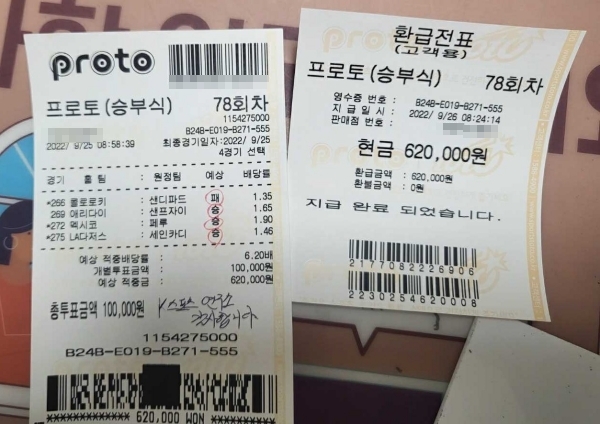 proto
프로토(승부식) 78회차
1154275000
B24B-E019-B271-555
2022/ 9/25 08:58:39 최종경기일자:2022/ 9/25
4경기 선택
경기 홈팀 : 원정팀 예상 배당률
*266 콜로로키 : 샌디파드 패 1.35
269 애리다이 : 샌프자이 승 1.65
*272 멕시코 : 페루 승 1.90
*275 LA다저스 : 세인카디 승 1.46
예상 적중배당률 : 6.20배
개별투표금액 : 100,000원
예상 적중금 : 620,000원
총투표금액 100,000원
감사합니다
1154275000
B24B-E019-B271-555
620,000 WON
환급전표
(고객용)
프로토(승부식) 78회차
영수증 번호 : B24B-E019-B271-555
지급일시 : 2022/ 9/26 08:24:14
판매점 번호 :
현금 620,000원
환급금액 : 620,000원
환불금액 : 0원
지급 완료 되었습니다.
2177082226906
2230254600878